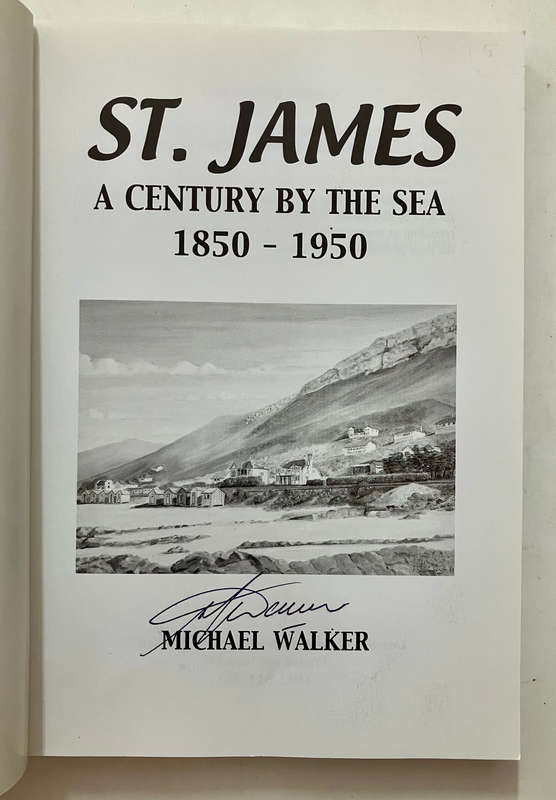 ST. JAMES
A CENTURY BY THE SEA
1850 - 1950
MICHAEL WALKER